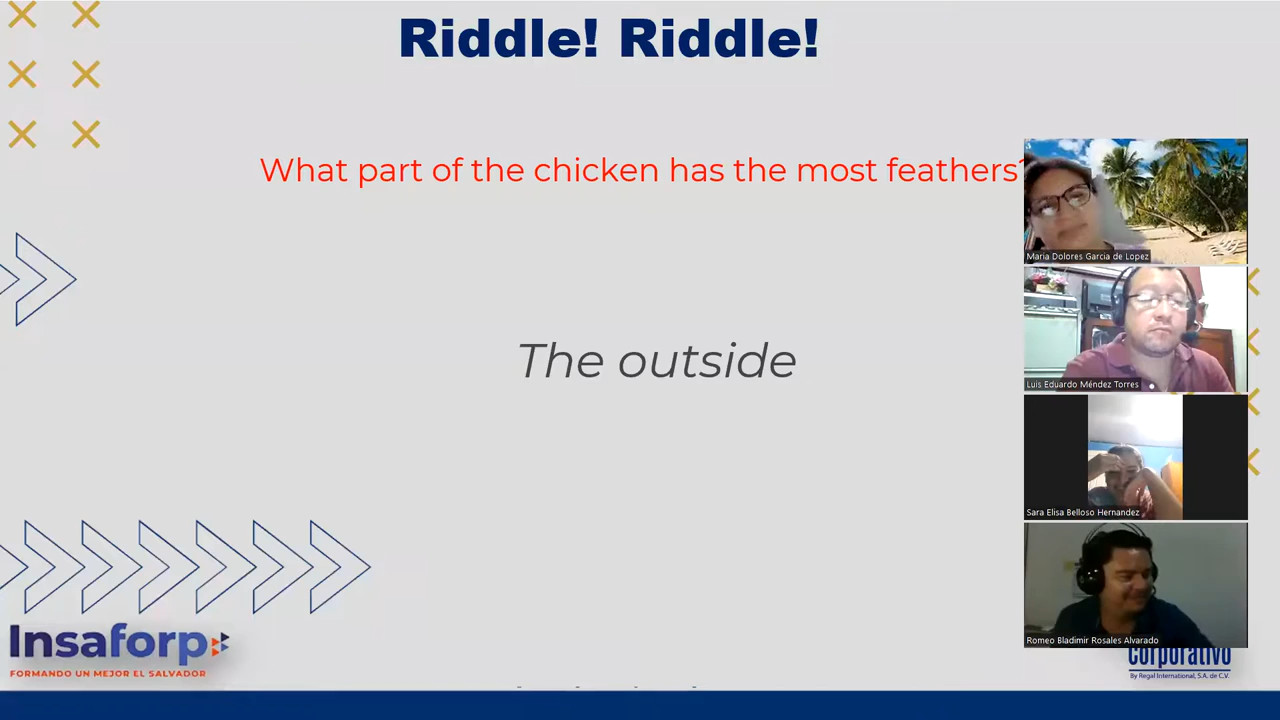 Riddle! Riddle!
What part of the chicken has the most feathers?
The outside
Maria Dolores Garcia de Lopez
Luis Eduardo Méndez Torres
Sara Elisa Belloso Hernandez
Romeo Bladimir Rosales Alvarado
Insaforp
FORMANDO UN MEJOR EL SALVADOR
Corporativo
By Regal International, S.A. de C.V.